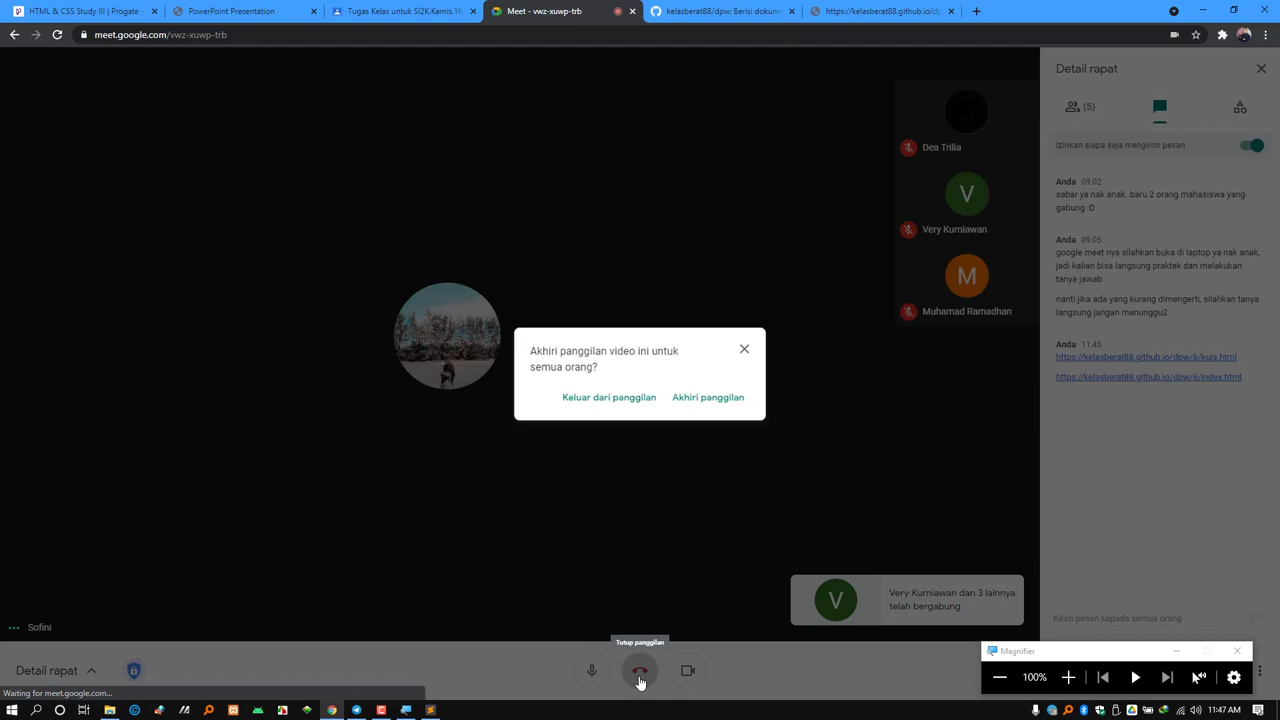 HTML & CSS Study III | Progate -
PowerPoint Presentation
Tugas Kelas untuk SI2K.Kamis.16
Meet - vwz-xuwp-trb
kelasberat88/dpw: Berisi dokum
https://kelasberat88.github.io/dp
meet.google.com/vwz-xuwp-trb
Detail rapat
(5)
Izinkan siapa saja mengirim pesan
Dea Trilia
V
Very Kurniawan
M
Muhamad Ramadhan
Anda 09.02
sabar ya nak anak..baru 2 orang mahasiswa yang
gabung :D
Anda 09.05
google meet nya silahkan buka di laptop ya nak anak,
jadi kalian bisa langsung praktek dan melakukan
tanya jawab
nanti jika ada yang kurang dimengerti, silahkan tanya
langsung jangan menunggu2
Anda 11.45
https://kelasberat88.github.io/dpw/6/kuis.html
https://kelasberat88.github.io/dpw/6/index.html
Akhiri panggilan video ini untuk
semua orang?
Keluar dari panggilan
Akhiri panggilan
V
Very Kurniawan dan 3 lainnya
telah bergabung
Kirim pesan kepada semua orang
Sofini
Tutup panggilan
Magnifier
100%
Detail rapat
Waiting for meet.google.com...
11:47 AM